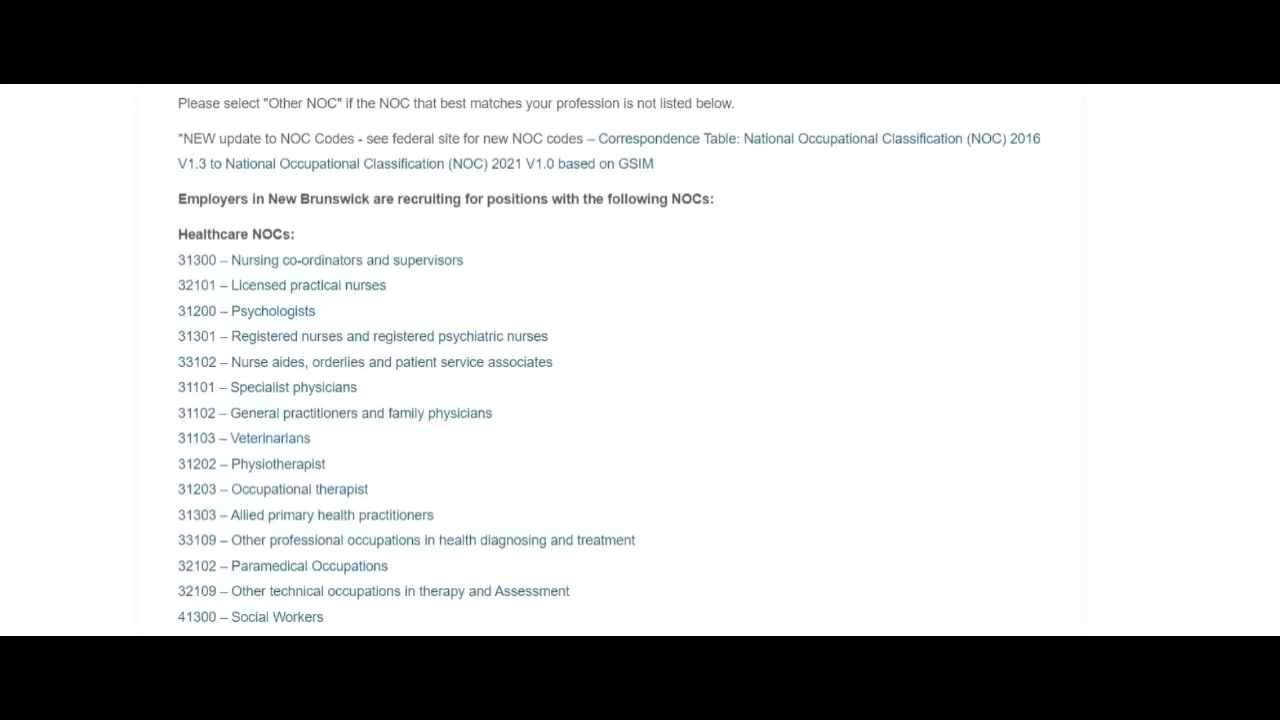 Please select "Other NOC" if the NOC that best matches your profession is not listed below.
*NEW update to NOC Codes - see federal site for new NOC codes – Correspondence Table: National Occupational Classification (NOC) 2016
V1.3 to National Occupational Classification (NOC) 2021 V1.0 based on GSIM
Employers in New Brunswick are recruiting for positions with the following NOCs:
Healthcare NOCs:
31300 – Nursing co-ordinators and supervisors
32101 – Licensed practical nurses
31200 – Psychologists
31301 – Registered nurses and registered psychiatric nurses
33102 – Nurse aides, orderlies and patient service associates
31101 – Specialist physicians
31102 – General practitioners and family physicians
31103 – Veterinarians
31202 – Physiotherapist
31203 – Occupational therapist
31303 – Allied primary health practitioners
33109 – Other professional occupations in health diagnosing and treatment
32102 – Paramedical Occupations
32109 – Other technical occupations in therapy and Assessment
41300 – Social Workers